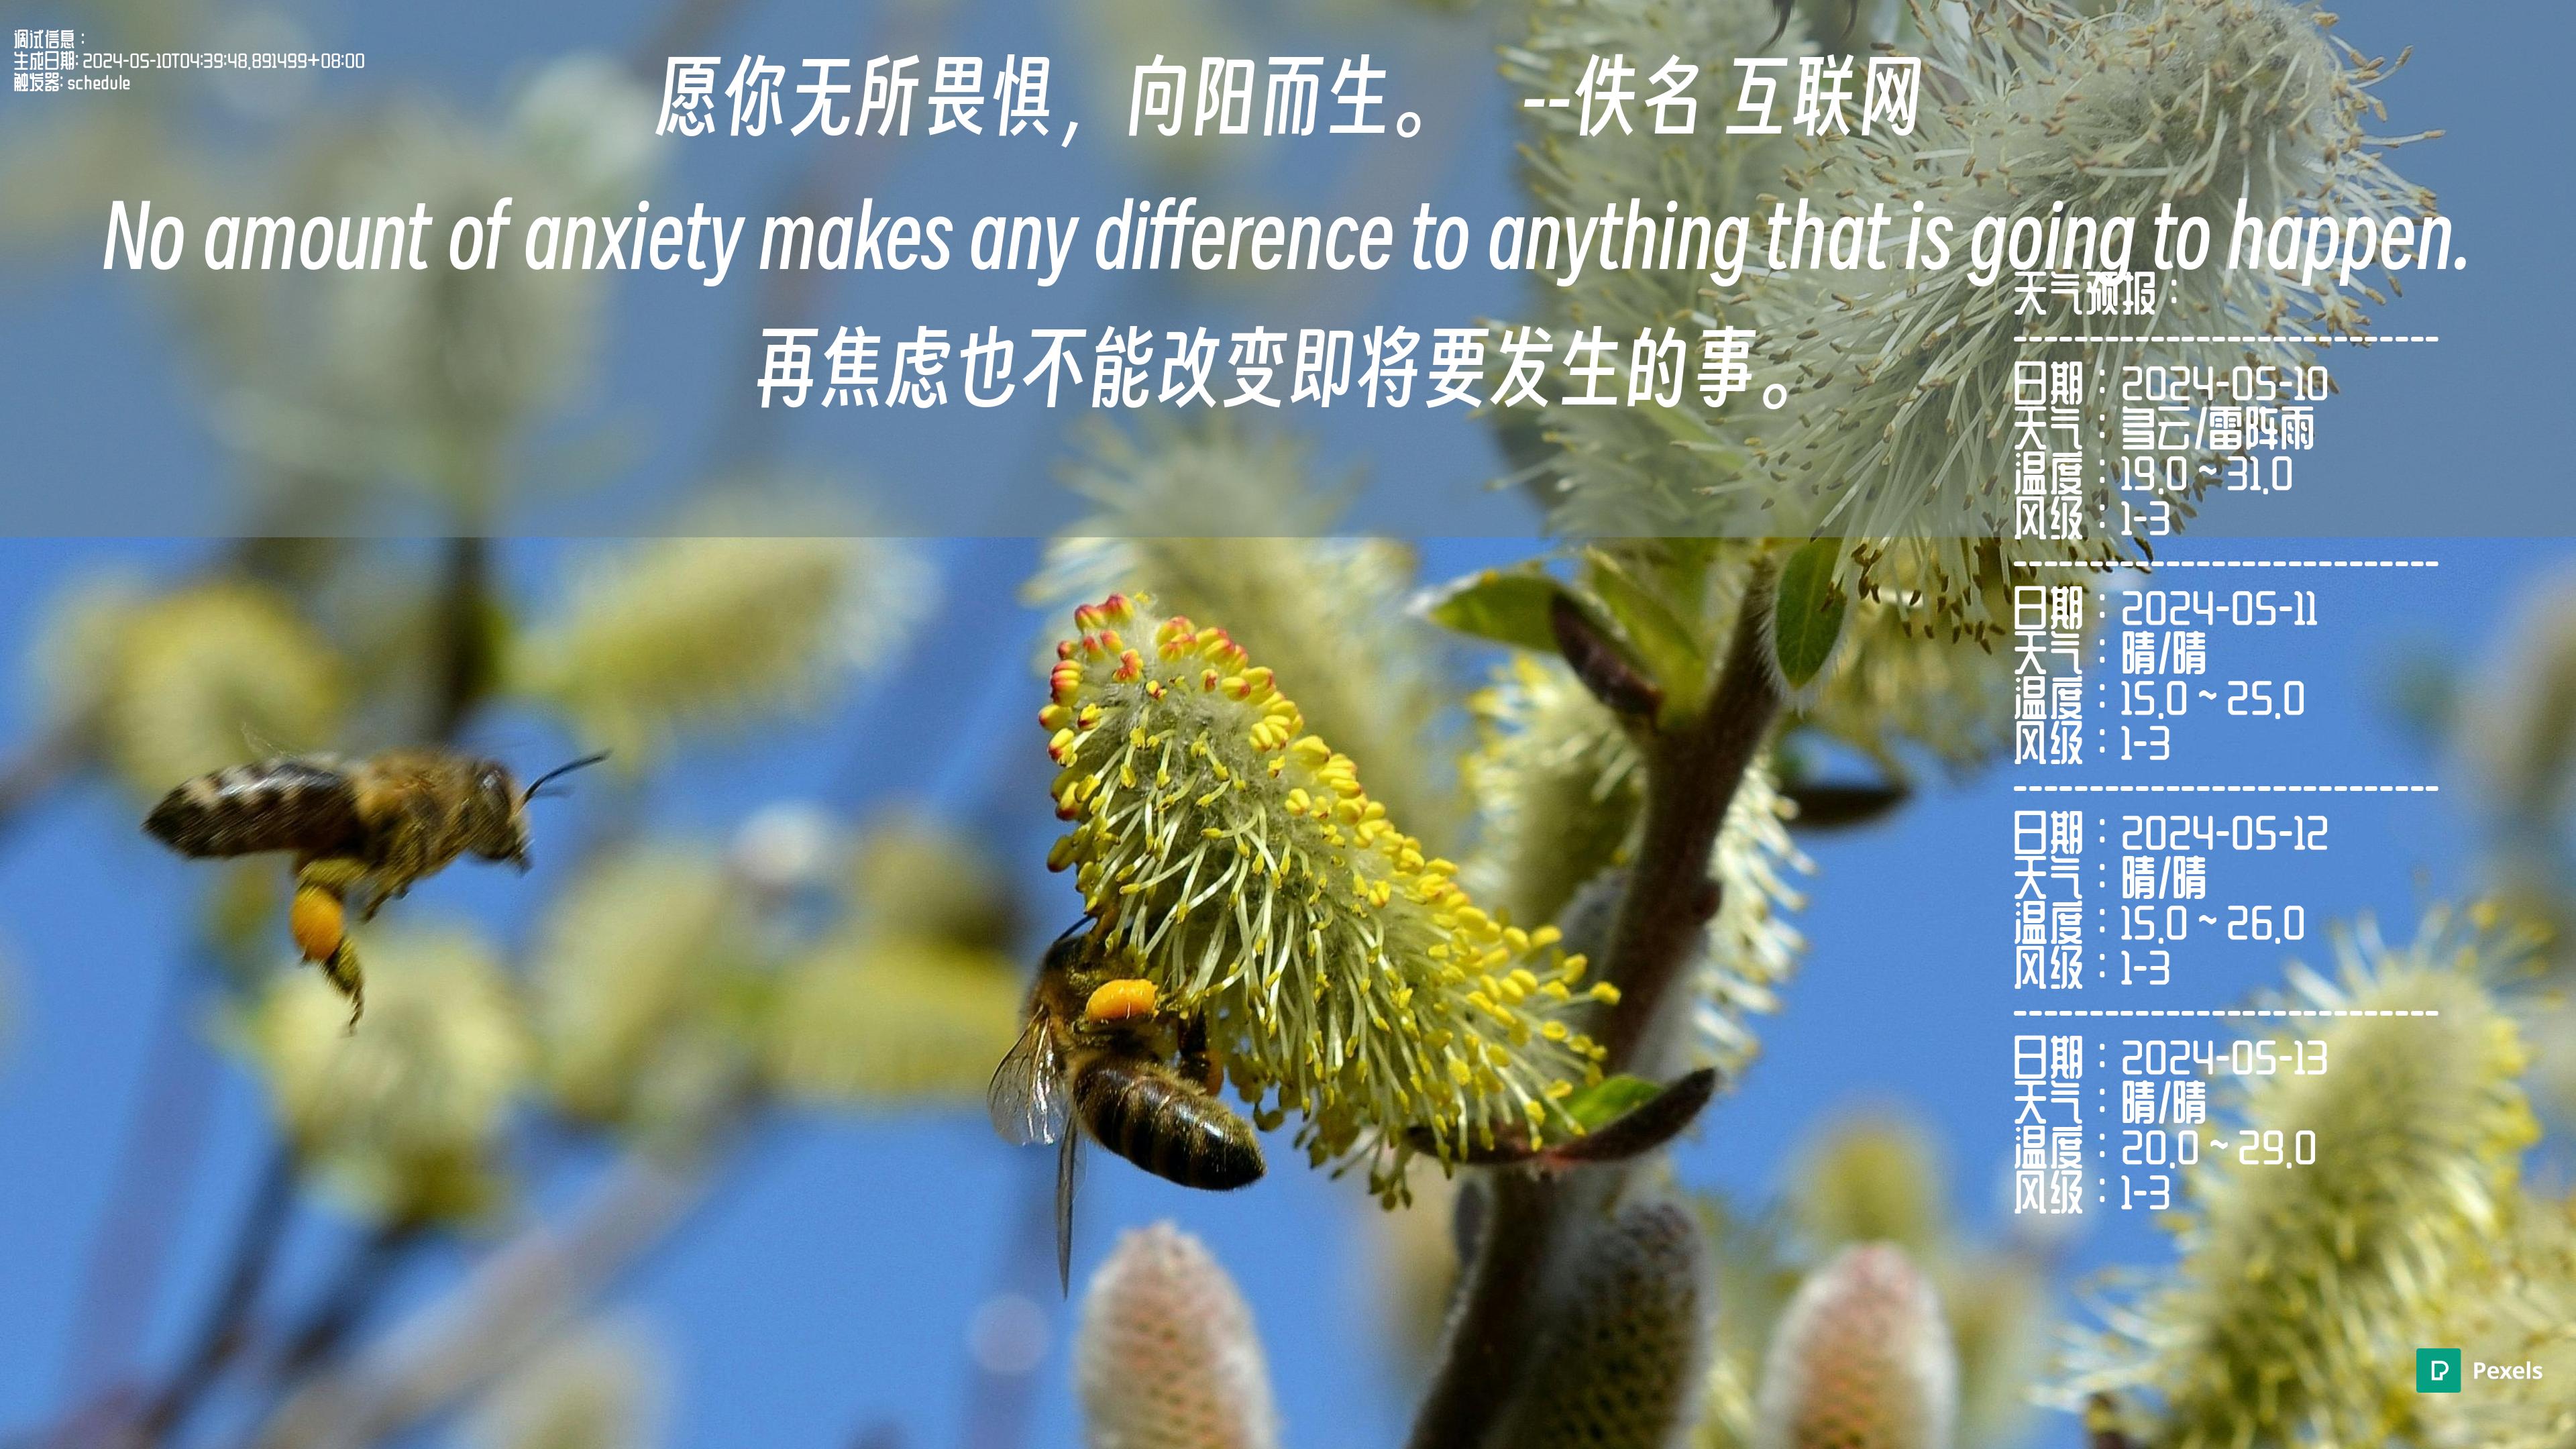 调试信息：
生成日期: 2024-05-10T04:39:48.891499+08:00
触发器: schedule
愿你无所畏惧，向阳而生。 --佚名 互联网
No amount of anxiety makes any difference to anything that is going to happen.
再焦虑也不能改变即将要发生的事。
天气预报：
----------------------------
日期：2024-05-10
天气：多云/雷阵雨
温度：19.0 ~ 31.0
风级：1-3
----------------------------
日期：2024-05-11
天气：晴/晴
温度：15.0 ~ 25.0
风级：1-3
----------------------------
日期：2024-05-12
天气：晴/晴
温度：15.0 ~ 26.0
风级：1-3
----------------------------
日期：2024-05-13
天气：晴/晴
温度：20.0 ~ 29.0
风级：1-3
Pexels